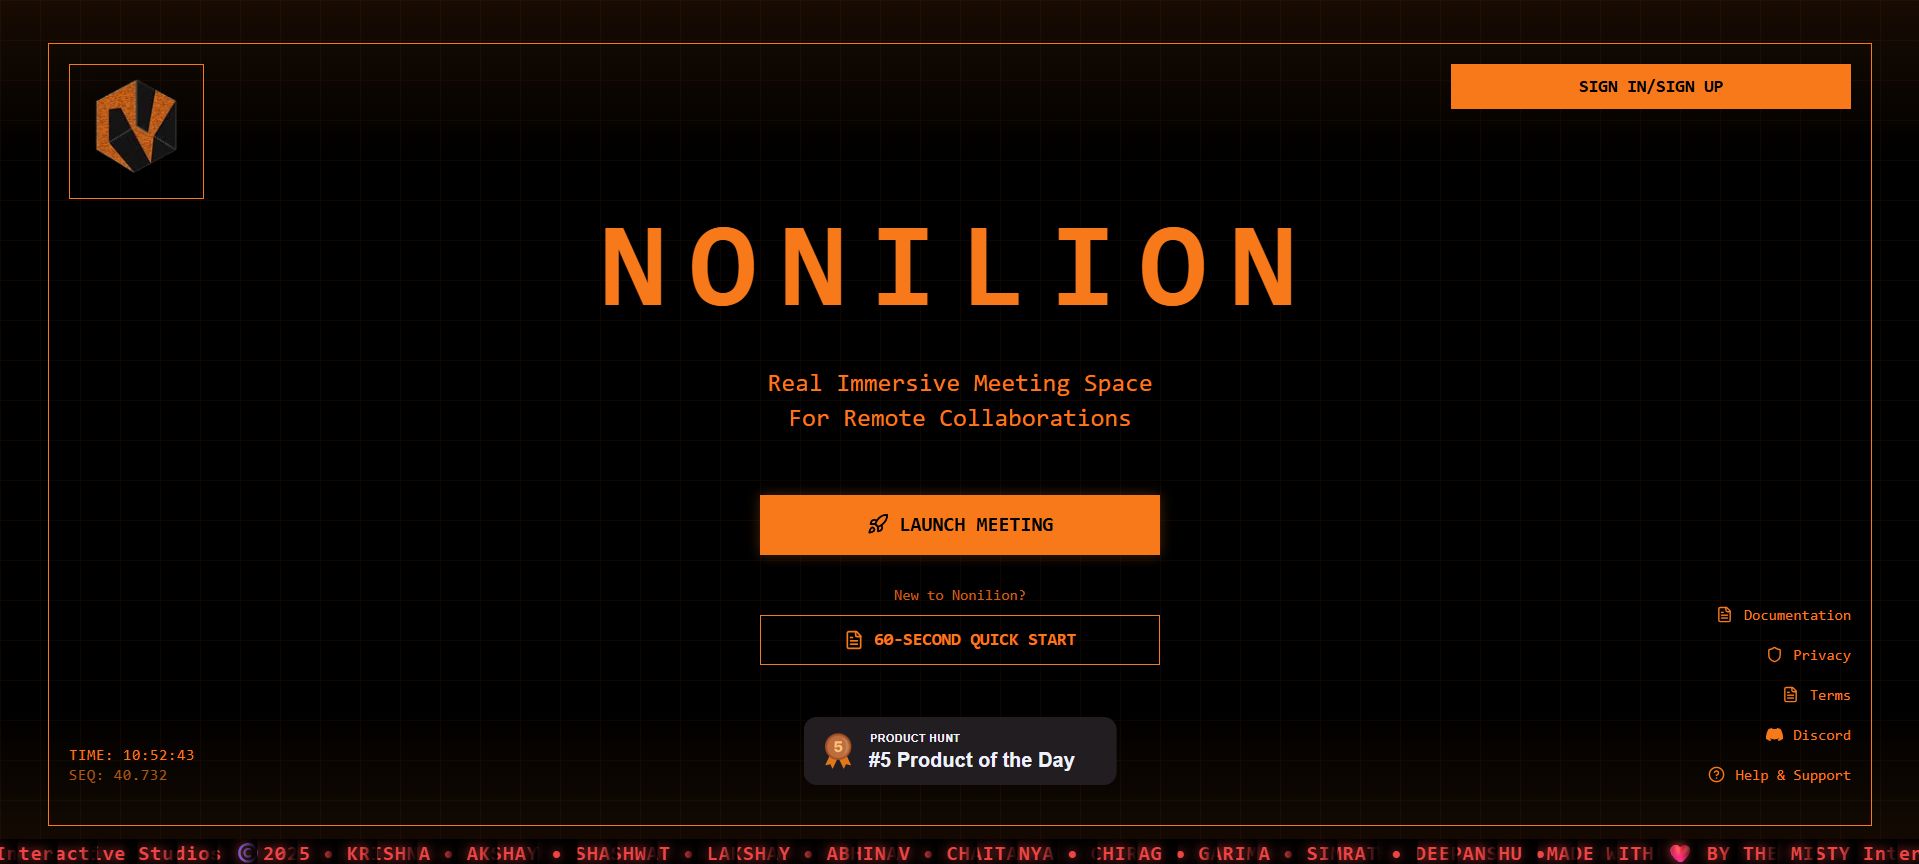 SIGN IN/SIGN UP
NONILION
Real Immersive Meeting Space
For Remote Collaborations
LAUNCH MEETING
New to Nonilion?
60-SECOND QUICK START
5
PRODUCT HUNT
#5 Product of the Day
TIME: 10:52:43
SEQ: 40.732
Documentation
Privacy
Terms
Discord
Help & Support
Interactive Studios ©2025 • KRISHNA • AKSHAY • SHASHWAT • LAKSHAY • ABHINAV • CHAITANYA • CHIRAG • GARIMA • SIMRAT • DEEPANSHU •MADE WITH 💗 BY THE MISTY Inter